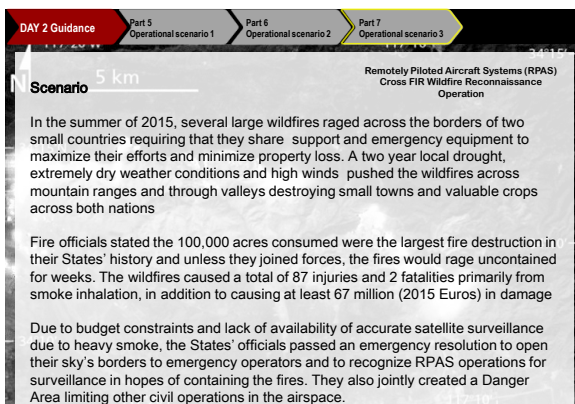 DAY 2 Guidance
Part 5
Operational scenario 1
Part 6
Operational scenario 2
Part 7
Operational scenario 3
5 km
Remotely Piloted Aircraft Systems (RPAS)
Cross FIR Wildfire Reconnaissance
Operation
Scenario
In the summer of 2015, several large wildfires raged across the borders of two
small countries requiring that they share support and emergency equipment to
maximize their efforts and minimize property loss. A two year local drought,
extremely dry weather conditions and high winds pushed the wildfires across
mountain ranges and through valleys destroying small towns and valuable crops
across both nations
Fire officials stated the 100,000 acres consumed were the largest fire destruction in
their States' history and unless they joined forces, the fires would rage uncontained
for weeks. The wildfires caused a total of 87 injuries and 2 fatalities primarily from
smoke inhalation, in addition to causing at least 67 million (2015 Euros) in damage
Due to budget constraints and lack of availability of accurate satellite surveillance
due to heavy smoke, the States' officials passed an emergency resolution to open
their sky's borders to emergency operators and to recognize RPAS operations for
surveillance in hopes of containing the fires. They also jointly created a Danger
Area limiting other civil operations in the airspace.